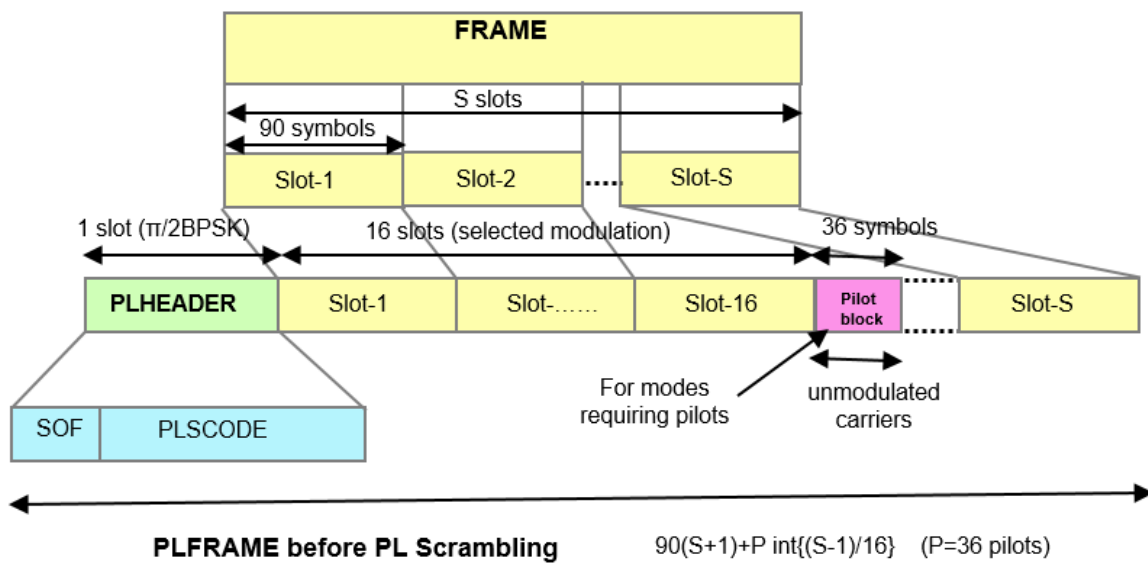 FRAME
S slots
90 symbols
Slot-1
Slot-2
Slot-S
1 slot (π/2BPSK)
16 slots (selected modulation)
36 symbols
PLHEADER
Slot-1
Slot-......
Slot-16
Pilot
block
Slot-S
For modes
requiring pilots
unmodulated
carriers
SOF
PLSCODE
PLFRAME before PL Scrambling
90(S+1)+P int{(S-1)/16} (P=36 pilots)